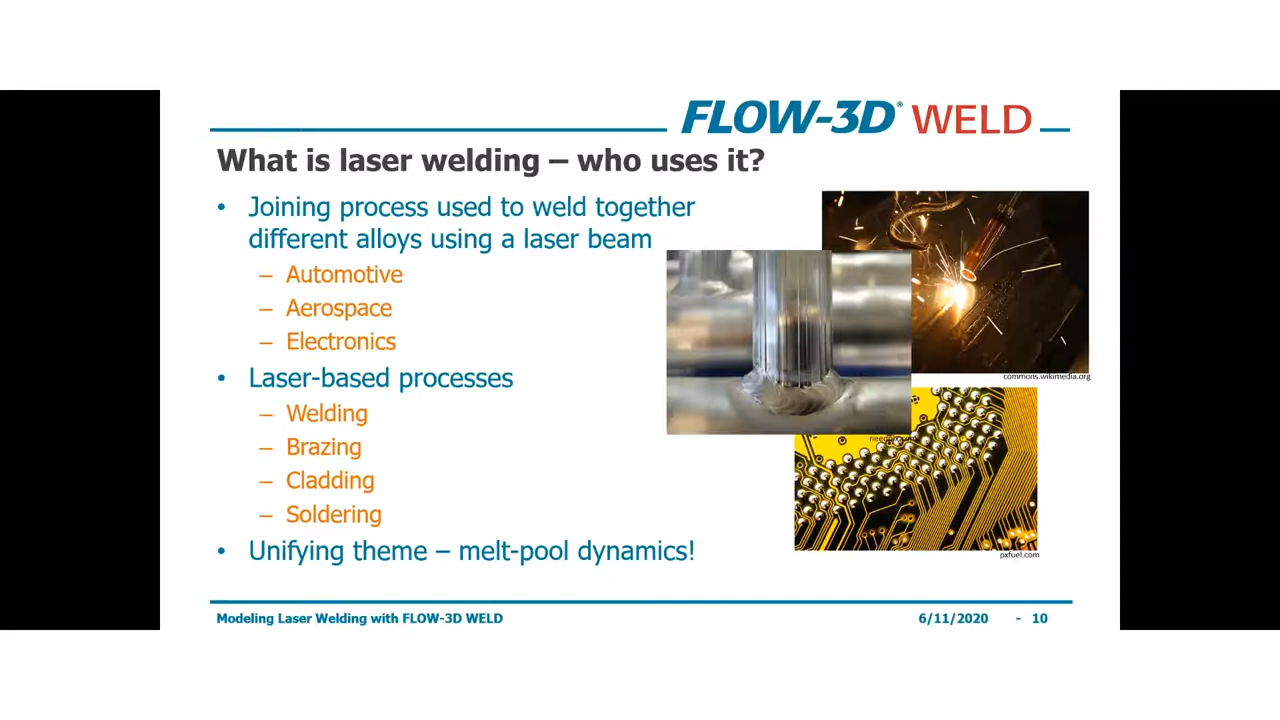 FLOW-3D® WELD
What is laser welding – who uses it?
• Joining process used to weld together
different alloys using a laser beam
– Automotive
– Aerospace
– Electronics
• Laser-based processes
– Welding
– Brazing
– Cladding
– Soldering
• Unifying theme – melt-pool dynamics!
commons.wikimedia.org
pxfuel.com
Modeling Laser Welding with FLOW-3D WELD 6/11/2020 - 10